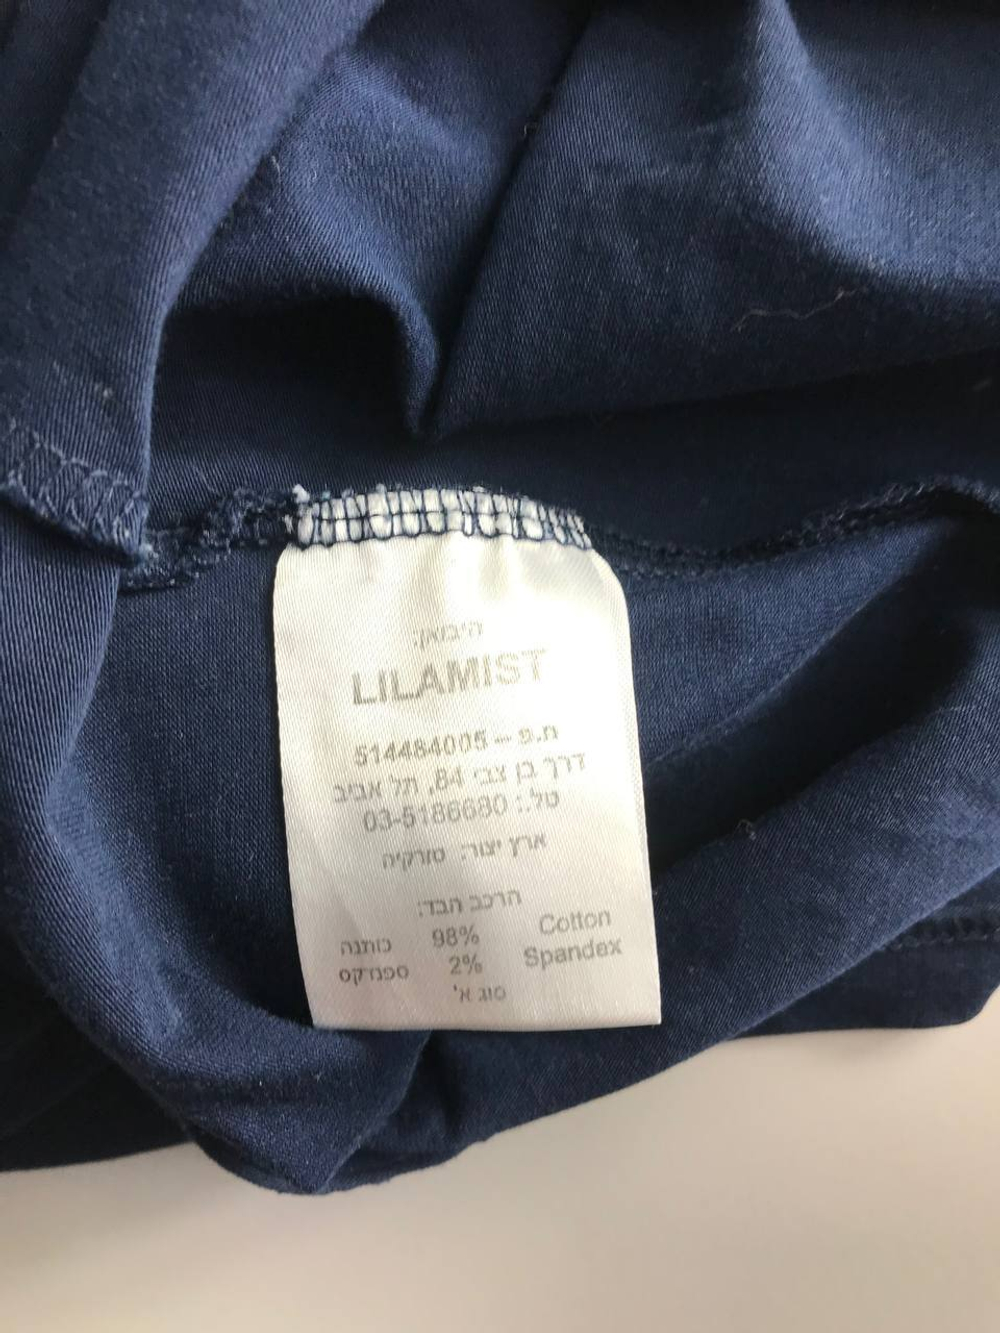 היבואן:
LILAMIST
ח.פ – 514484005
דרך בן צבי 84, תל אביב
טל.: 03-5186680
ארץ יצור: טורקיה
הרכב הבד:
כותנה 98% Cotton
ספנדקס 2% Spandex
סוג א'